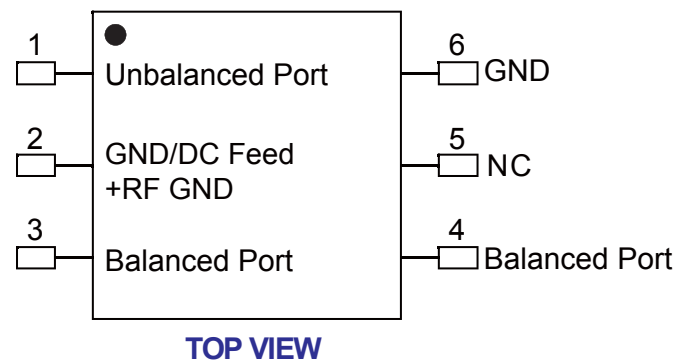 1
Unbalanced Port
6
GND
2
GND/DC Feed
+RF GND
5
NC
3
Balanced Port
4
Balanced Port
TOP VIEW